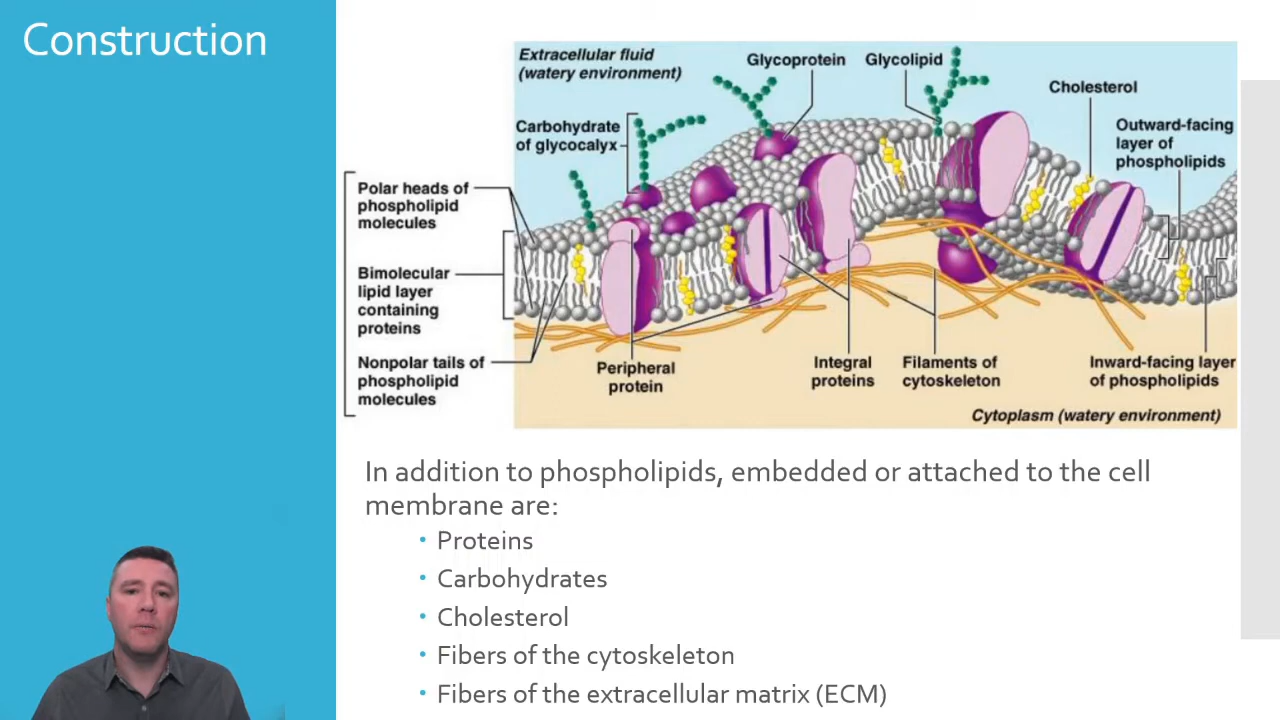 Construction
Extracellular fluid
(watery environment)
Glycoprotein
Glycolipid
Cholesterol
Carbohydrate
of glycocalyx
Outward-facing
layer of
phospholipids
Polar heads of
phospholipid
molecules
Bimolecular
lipid layer
containing
proteins
Nonpolar tails of
phospholipid
molecules
Peripheral
protein
Integral
proteins
Filaments of
cytoskeleton
Inward-facing layer
of phospholipids
Cytoplasm (watery environment)
In addition to phospholipids, embedded or attached to the cell
membrane are:
• Proteins
• Carbohydrates
• Cholesterol
• Fibers of the cytoskeleton
• Fibers of the extracellular matrix (ECM)